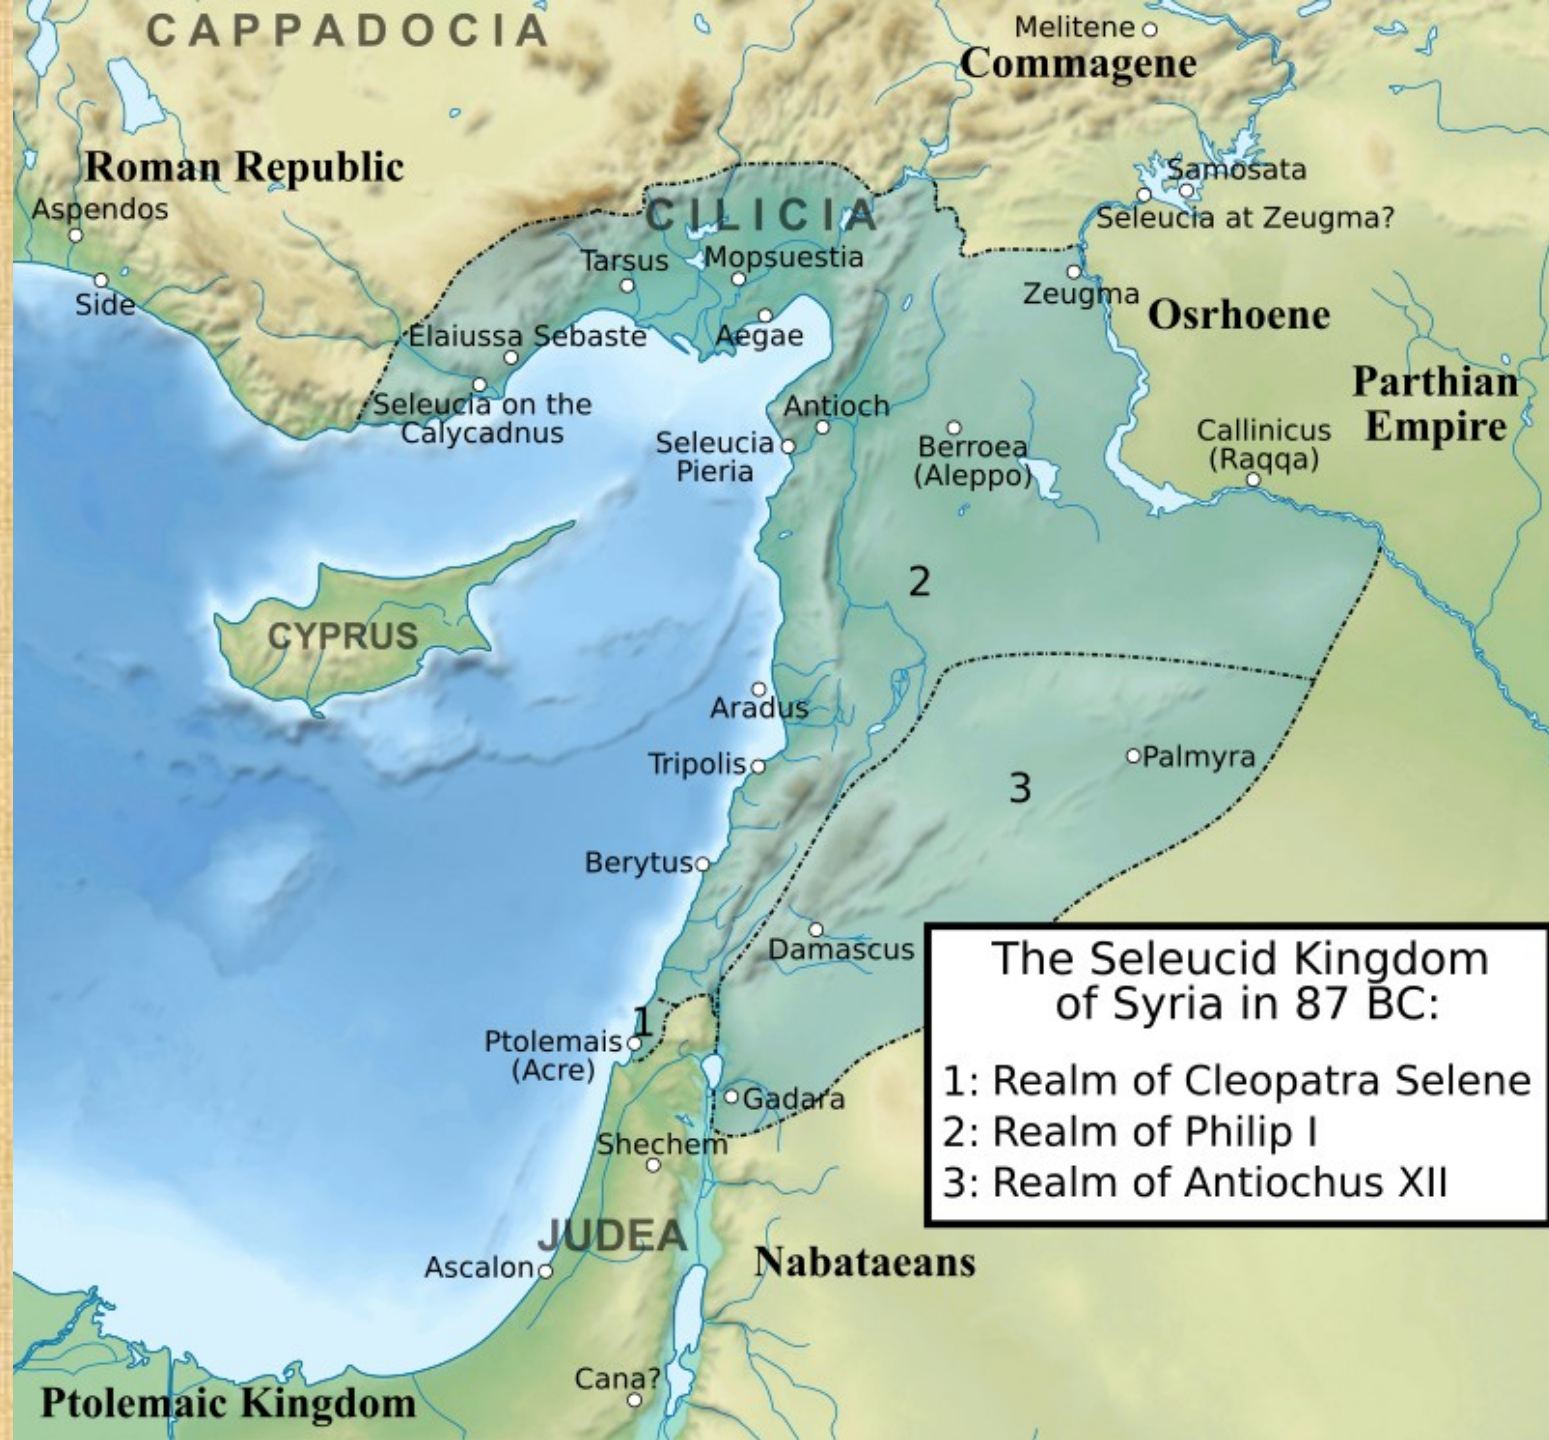 CAPPADOCIA
Melitene
Commagene
Roman Republic
Samosata
Aspendos
CILICIA
Seleucia at Zeugma?
Tarsus
Mopsuestia
Side
Zeugma
Osrhoene
Elaiussa Sebaste
Aegae
Parthian
Empire
Seleucia on the
Calycadnus
Antioch
Seleucia
Pieria
Berroea
(Aleppo)
Callinicus
(Raqqa)
2
CYPRUS
Aradus
Tripolis
Palmyra
3
Berytus
Damascus
1
Ptolemais
(Acre)
Gadara
Shechem
JUDEA
Ascalon
Nabataeans
Cana?
Ptolemaic Kingdom
The Seleucid Kingdom
of Syria in 87 BC:
1: Realm of Cleopatra Selene
2: Realm of Philip I
3: Realm of Antiochus XII